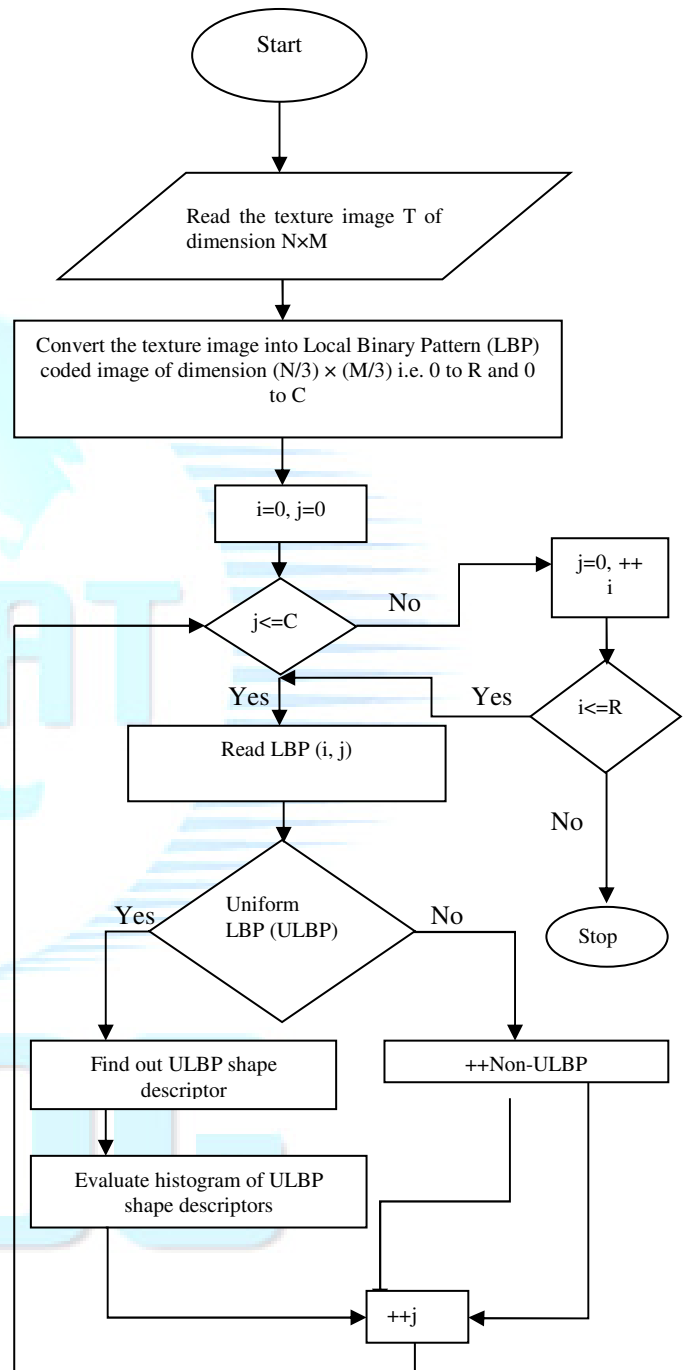 Start
Read the texture image T of
dimension N×M
Convert the texture image into Local Binary Pattern (LBP)
coded image of dimension (N/3) × (M/3) i.e. 0 to R and 0
to C
i=0, j=0
j<=C
No
j=0, ++
i
Yes
Yes
i<=R
Read LBP (i, j)
No
Yes
Uniform
LBP (ULBP)
No
Stop
Find out ULBP shape
descriptor
++Non-ULBP
Evaluate histogram of ULBP
shape descriptors
++j